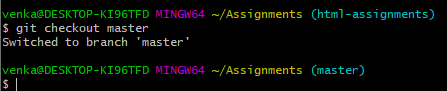 venka@DESKTOP-KI96TFD MINGW64 ~/Assignments (html-assignments)
$ git checkout master
Switched to branch 'master'
venka@DESKTOP-KI96TFD MINGW64 ~/Assignments (master)
$